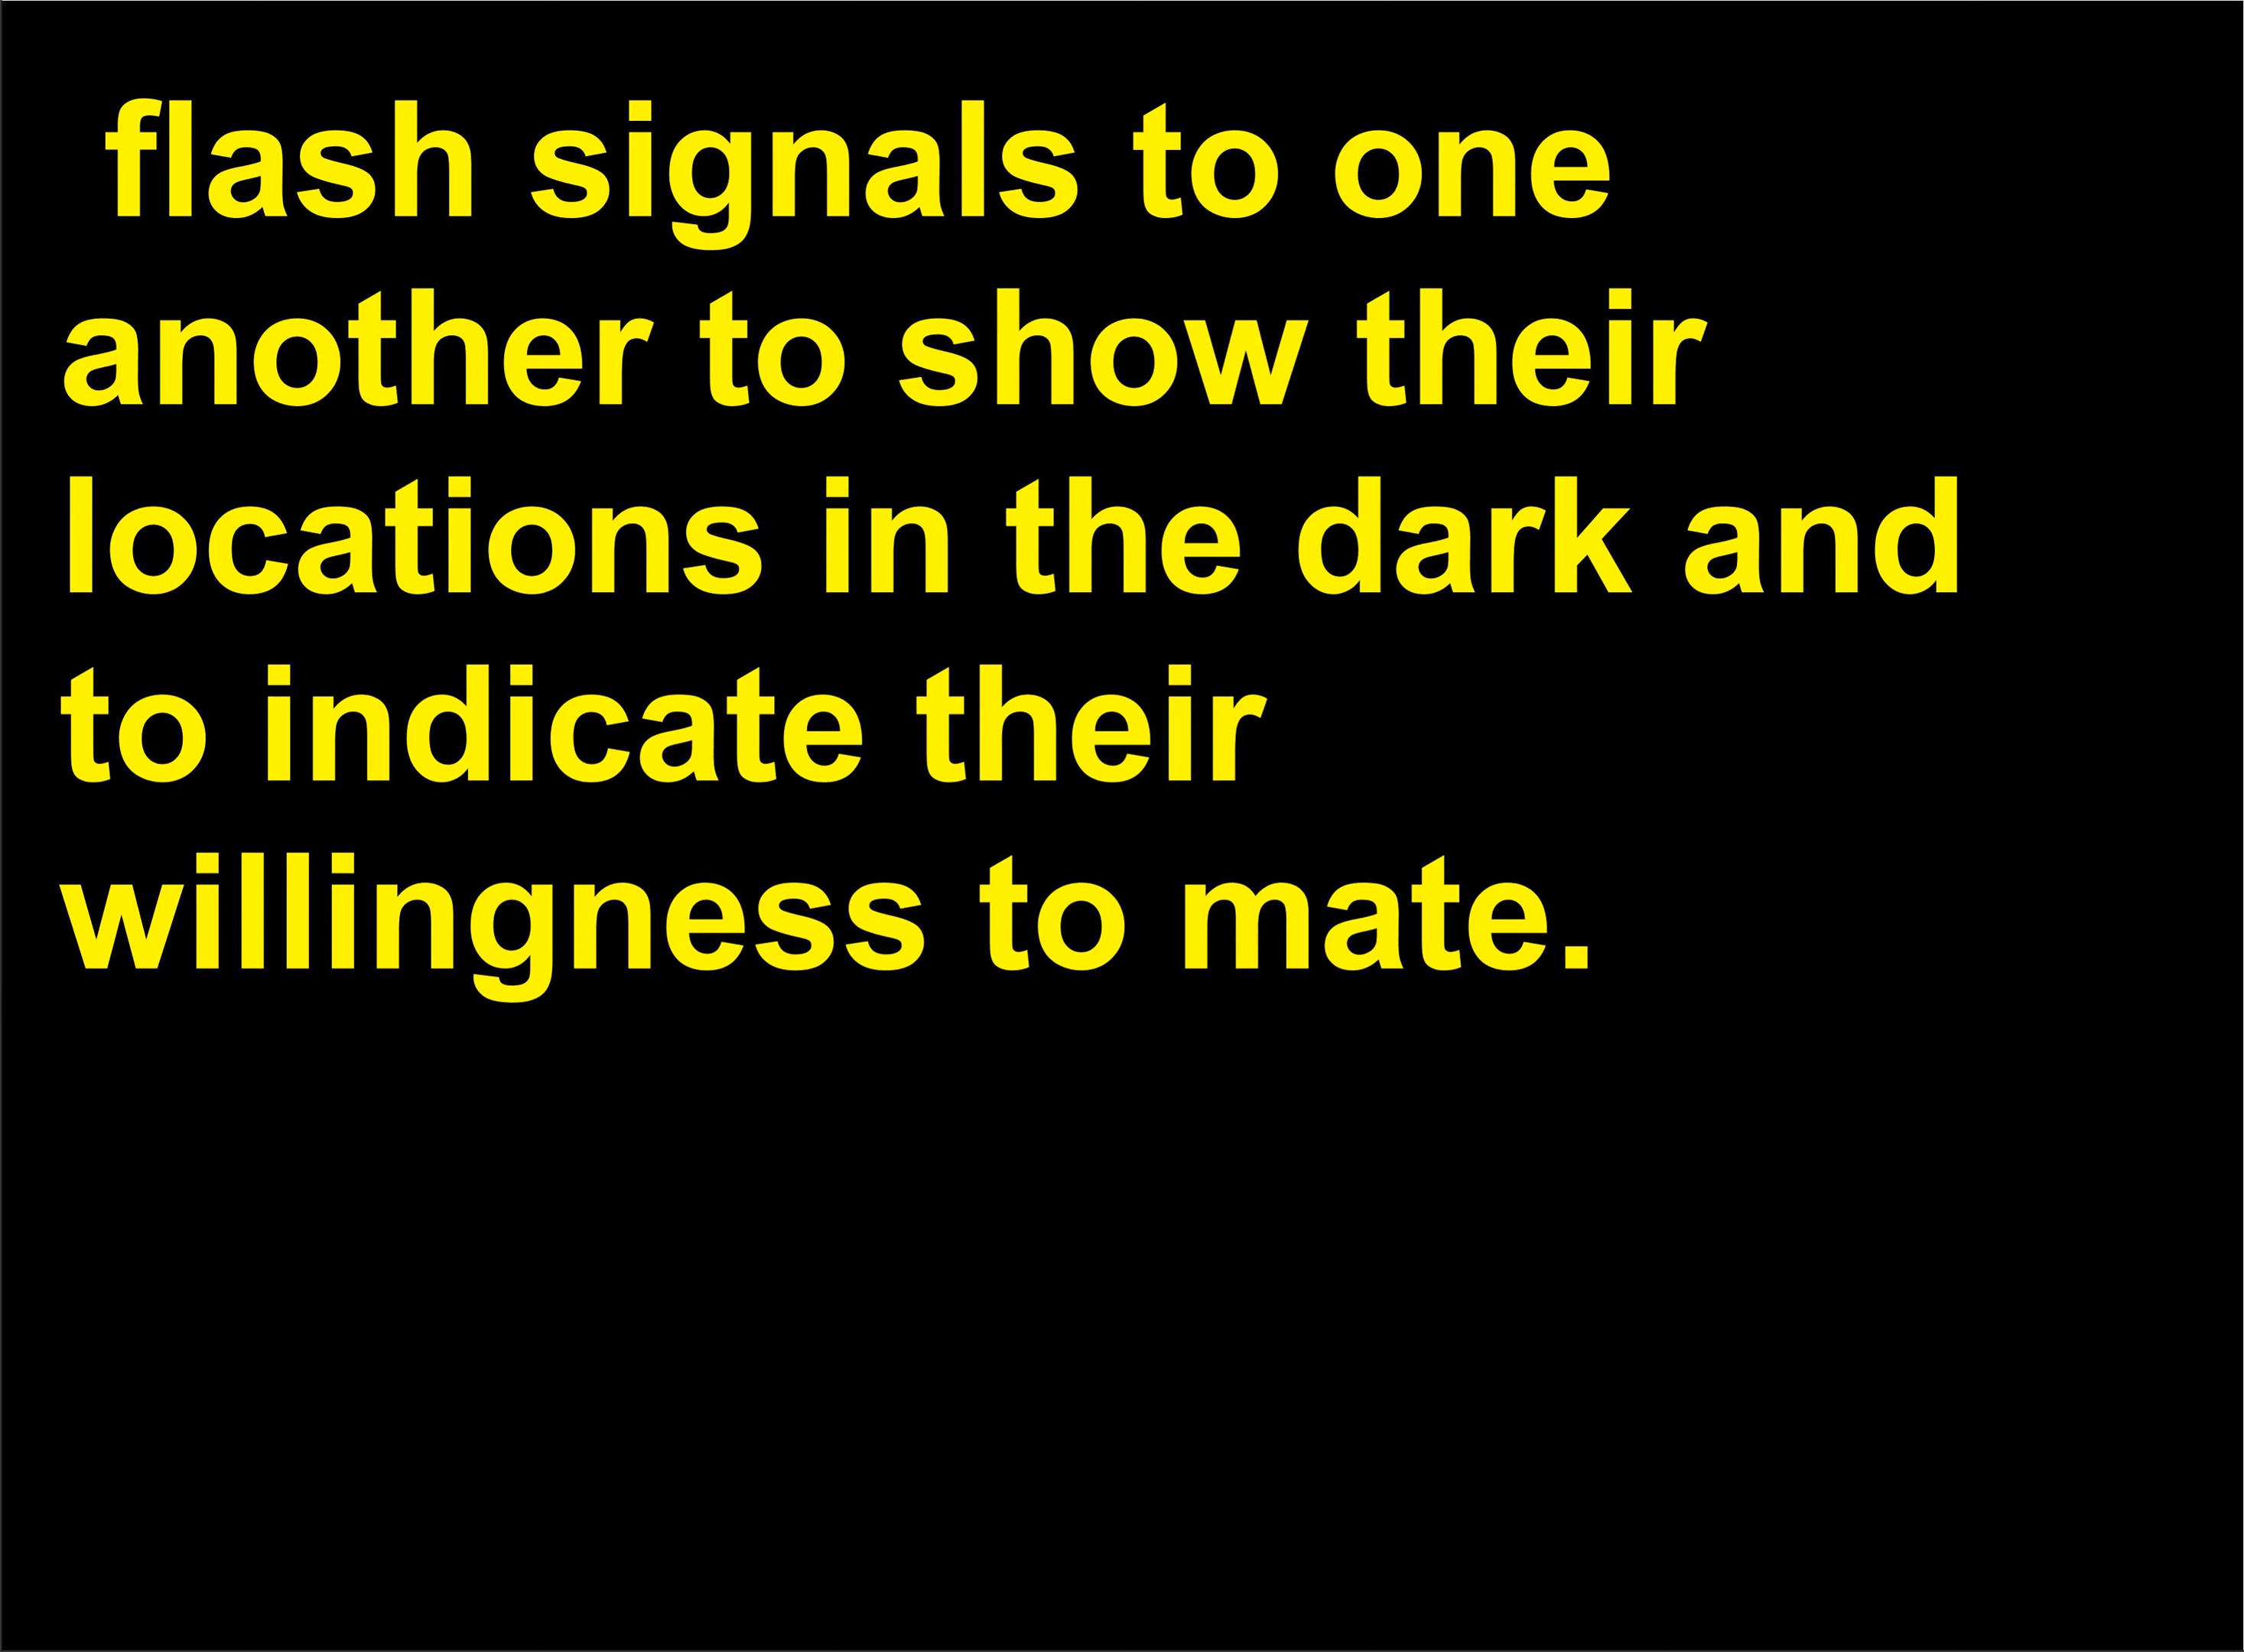 flash signals to one
another to show their
locations in the dark and
to indicate their
willingness to mate.